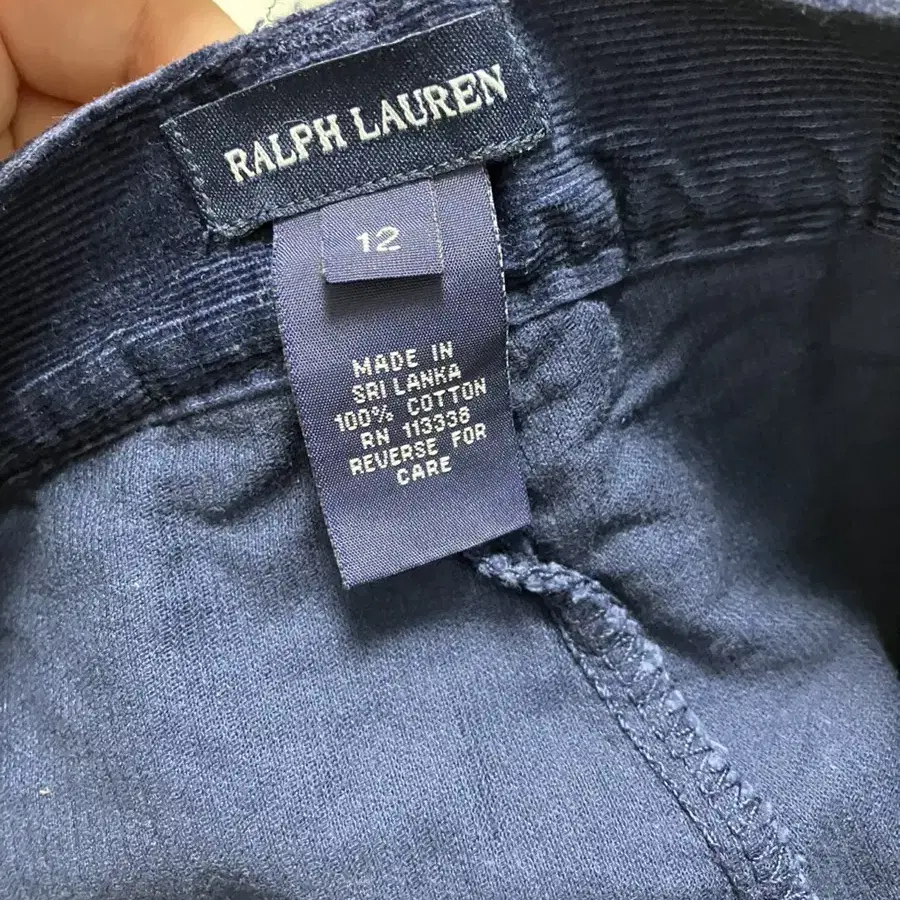 RALPH LAUREN
12
MADE IN
SRI LANKA
100% COTTON
RN 113338
REVERSE FOR
CARE